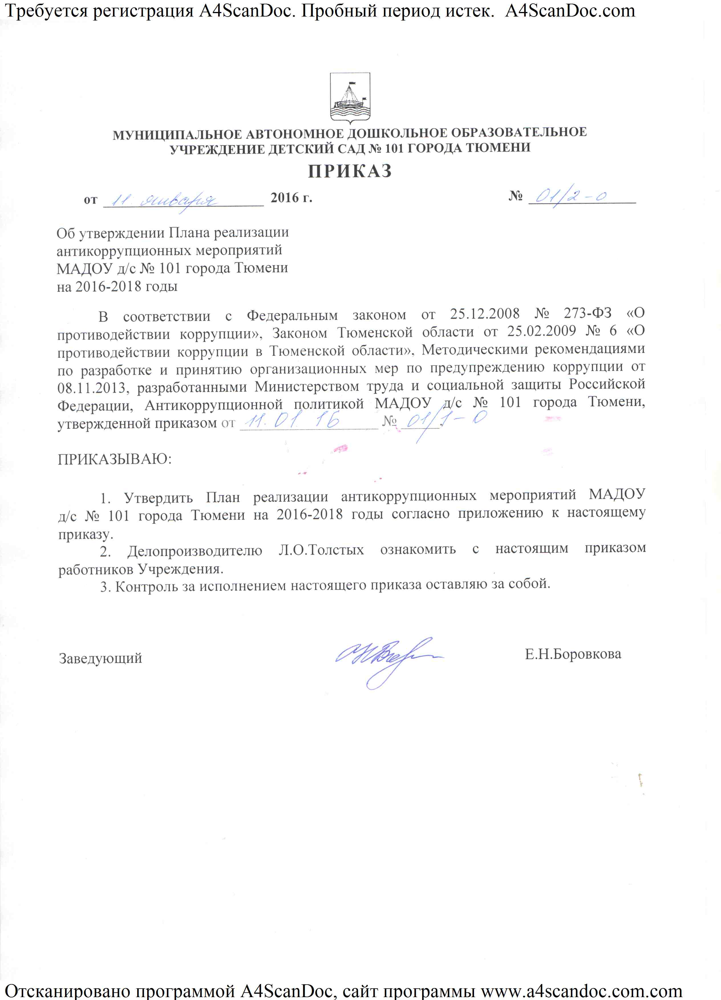 Требуется регистрация A4ScanDoc. Пробный период истек. A4ScanDoc.com
МУНИЦИПАЛЬНОЕ АВТОНОМНОЕ ДОШКОЛЬНОЕ ОБРАЗОВАТЕЛЬНОЕ
УЧРЕЖДЕНИЕ ДЕТСКИЙ САД № 101 ГОРОДА ТЮМЕНИ
ПРИКАЗ
от 11 января 2016 г. № 01/2-0
Об утверждении Плана реализации
антикоррупционных мероприятий
МАДОУ д/с № 101 города Тюмени
на 2016-2018 годы
В соответствии с Федеральным законом от 25.12.2008 № 273-ФЗ «О
противодействии коррупции», Законом Тюменской области от 25.02.2009 № 6 «О
противодействии коррупции в Тюменской области», Методическими рекомендациями
по разработке и принятию организационных мер по предупреждению коррупции от
08.11.2013, разработанными Министерством труда и социальной защиты Российской
Федерации, Антикоррупционной политикой МАДОУ д/с № 101 города Тюмени,
утвержденной приказом от 11.01.16 № 01/1-0,
ПРИКАЗЫВАЮ:
1. Утвердить План реализации антикоррупционных мероприятий МАДОУ
д/с № 101 города Тюмени на 2016-2018 годы согласно приложению к настоящему
приказу.
2. Делопроизводителю Л.О.Толстых ознакомить с настоящим приказом
работников Учреждения.
3. Контроль за исполнением настоящего приказа оставляю за собой.
Заведующий Е.Н.Боровкова
Отсканировано программой A4ScanDoc, сайт программы www.a4scandoc.com.com